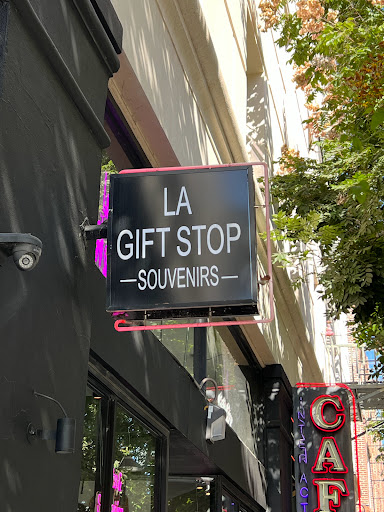 LA
GIFT STOP
—SOUVENIRS—
CAF